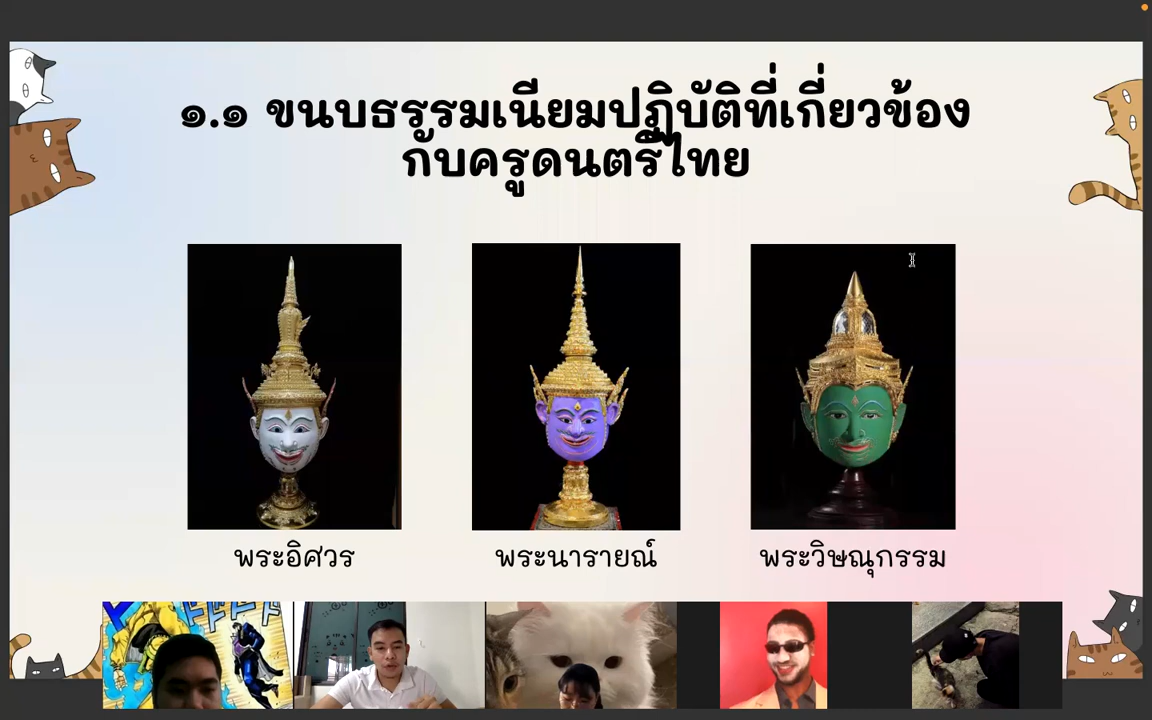 ๑.๑ ขนบธรรมเนียมปฏิบัติที่เกี่ยวข้อง
กับครูดนตรีไทย
พระอิศวร
พระนารายณ์
พระวิษณุกรรม